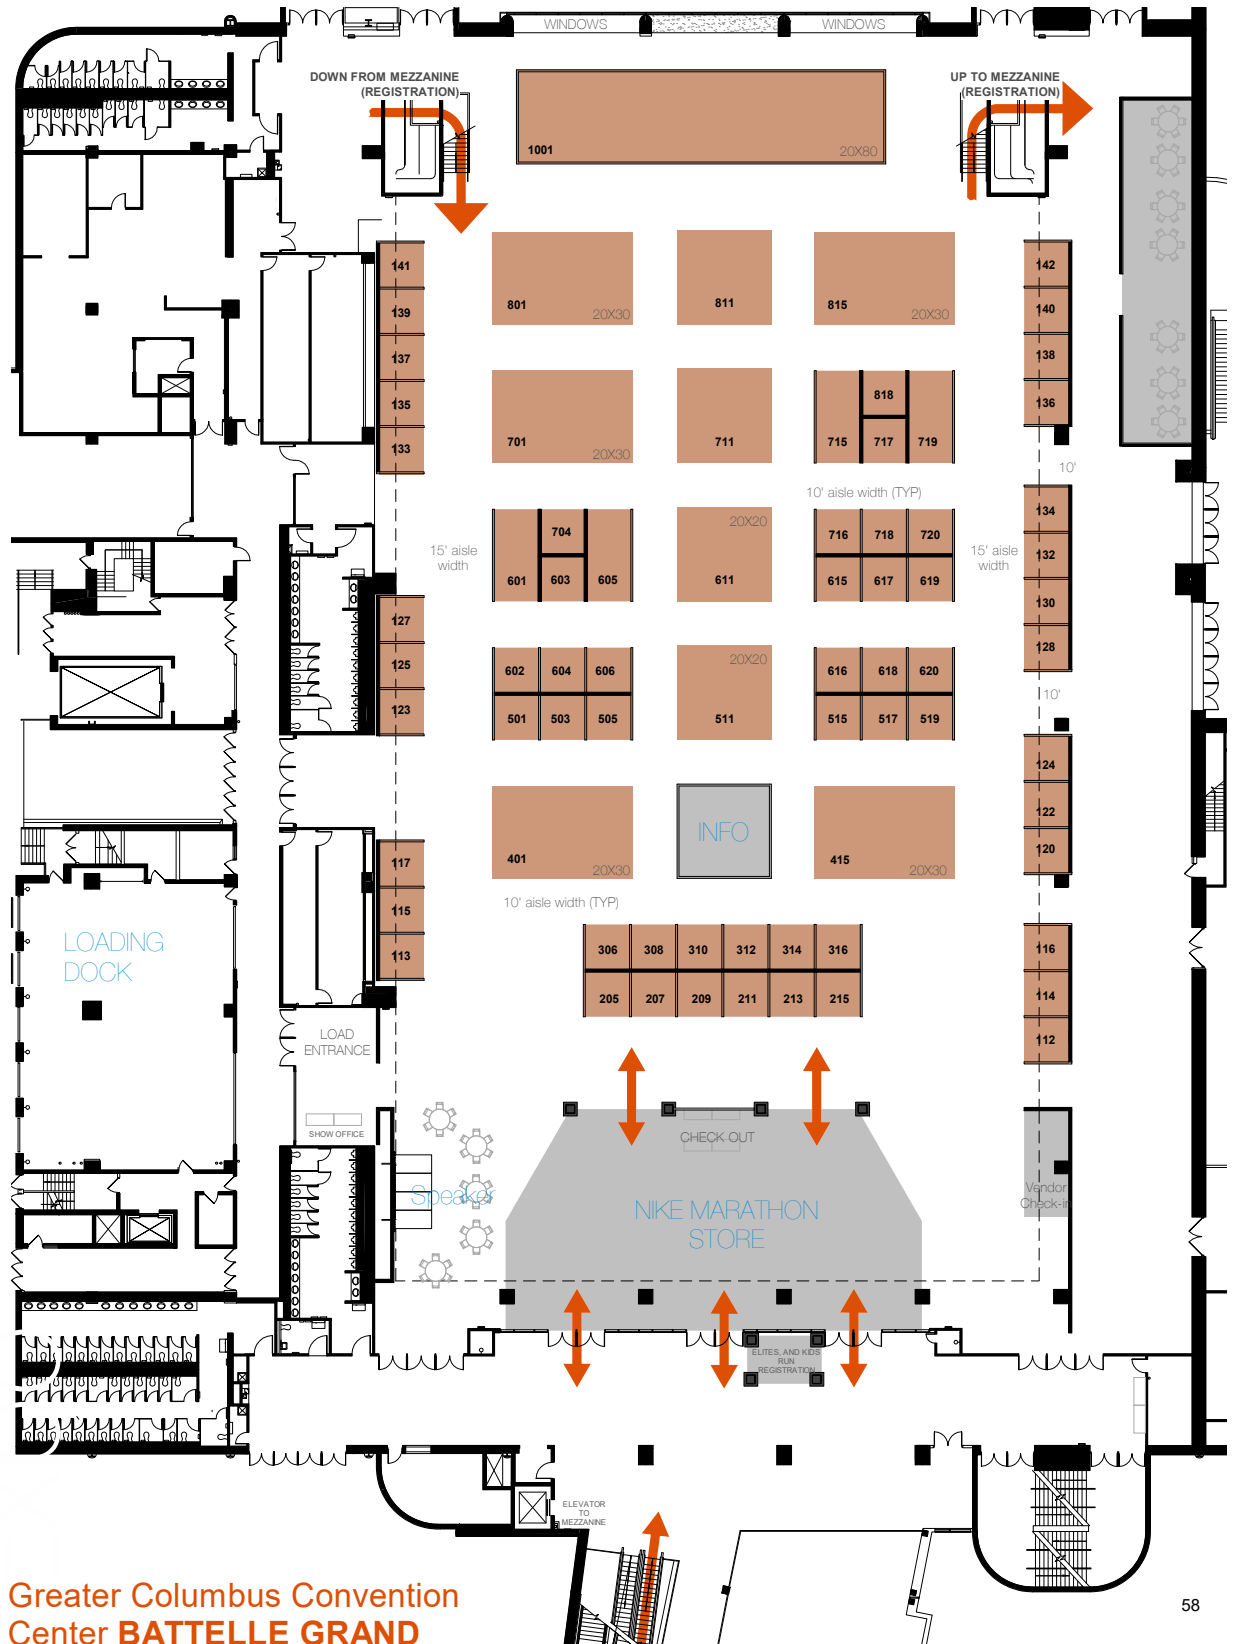 WINDOWS
WINDOWS
DOWN FROM MEZZANINE
(REGISTRATION)
UP TO MEZZANINE
(REGISTRATION)
1001
20X80
141
139
137
135
133
801
20X30
811
815
20X30
142
140
138
136
701
20X30
711
818
715
717
719
10'
10' aisle width (TYP)
15' aisle
width
704
601
603
605
20X20
611
716
718
720
615
617
619
15' aisle
width
134
132
130
128
127
125
123
602
604
606
501
503
505
20X20
511
616
618
620
515
517
519
10'
124
122
120
401
20X30
INFO
415
20X30
117
115
113
10' aisle width (TYP)
LOADING
DOCK
306
308
310
312
314
316
205
207
209
211
213
215
116
114
112
LOAD
ENTRANCE
SHOW OFFICE
CHECK OUT
Speaker
NIKE MARATHON
STORE
Vendor
Check-in
ELITES, AND KIDS
RUN
REGISTRATION
ELEVATOR
TO
MEZZANINE
Greater Columbus Convention
Center BATTELLE GRAND
58